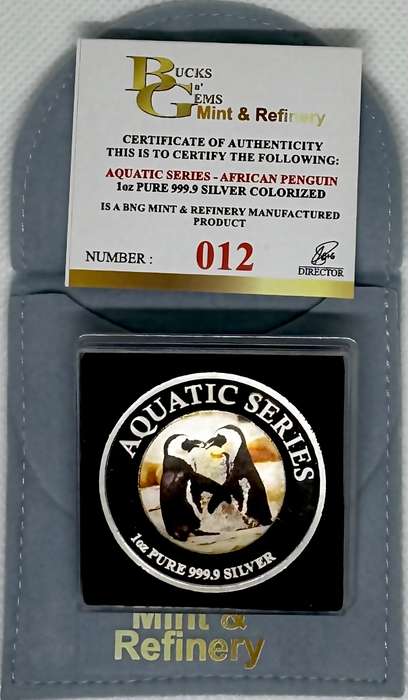 BUCKS
n'
GEMS
Mint & Refinery
CERTIFICATE OF AUTHENTICITY
THIS IS TO CERTIFY THE FOLLOWING:
AQUATIC SERIES - AFRICAN PENGUIN
1oz PURE 999.9 SILVER COLORIZED
IS A BNG MINT & REFINERY MANUFACTURED
PRODUCT
NUMBER : 012
DIRECTOR
AQUATIC SERIES
1oz PURE 999.9 SILVER
Mint &
Refinery